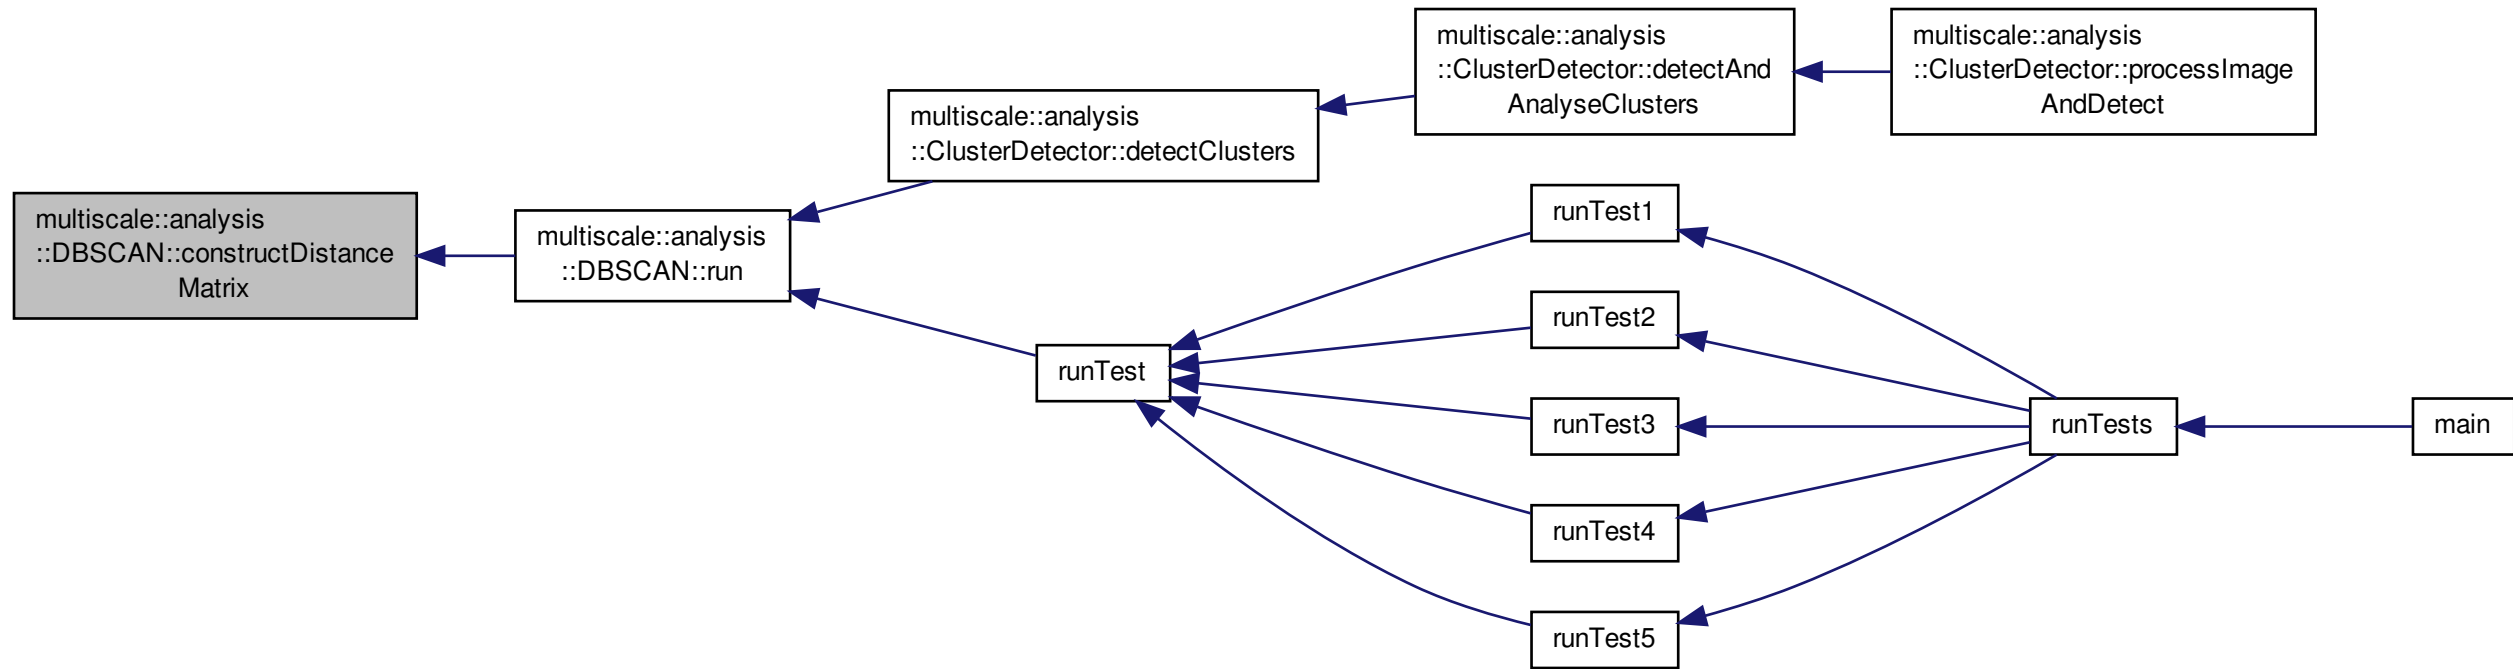 multiscale::analysis
::DBSCAN::constructDistance
Matrix
multiscale::analysis
::DBSCAN::run
multiscale::analysis
::ClusterDetector::detectClusters
multiscale::analysis
::ClusterDetector::detectAnd
AnalyseClusters
multiscale::analysis
::ClusterDetector::processImage
AndDetect
runTest
runTest1
runTest2
runTest3
runTest4
runTest5
runTests
main